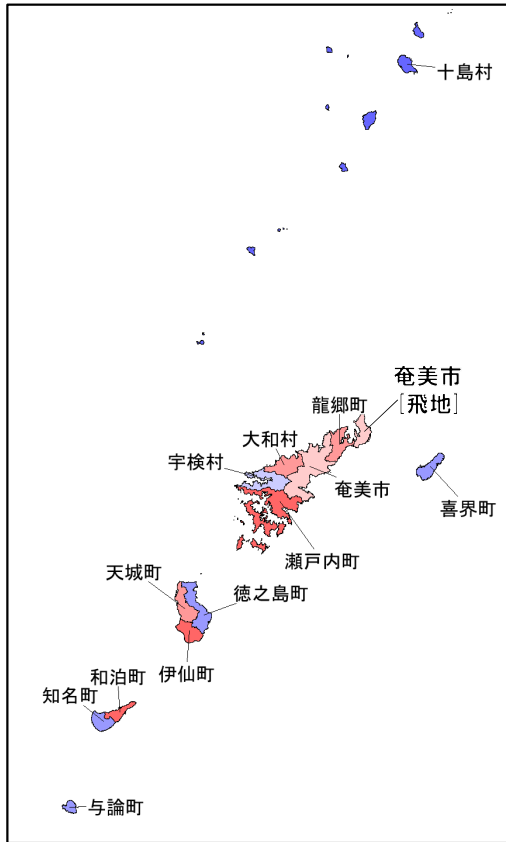 十島村
奄美市
[飛地]
龍郷町
大和村
宇検村
奄美市
喜界町
瀬戸内町
天城町
徳之島町
伊仙町
和泊町
知名町
与論町